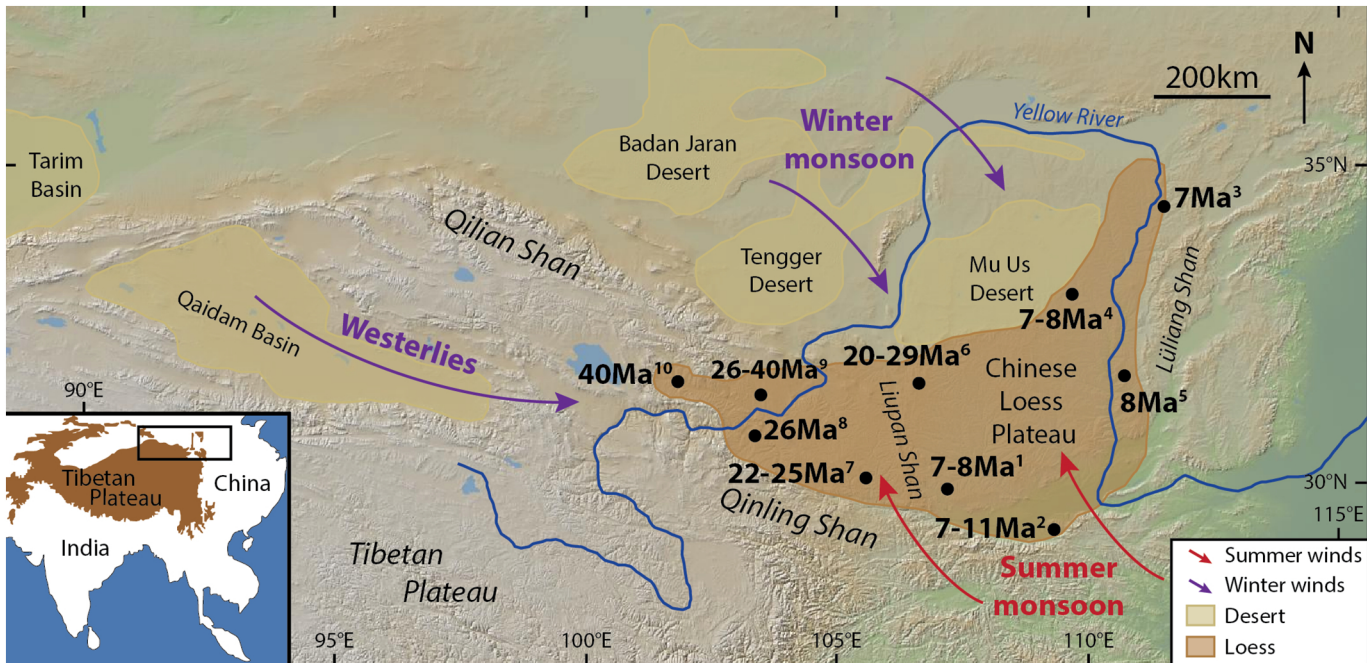 N
200km
Yellow River
Winter
monsoon
Badan Jaran
Desert
Tarim
Basin
35°N
7Ma³
Qilian Shan
Tengger
Desert
Mu Us
Desert
Lüliang Shan
Qaidam Basin
Westerlies
7-8Ma⁴
20-29Ma⁶
40Ma¹⁰
26-40Ma⁹
Chinese
Loess
Plateau
8Ma⁵
90°E
Liupan Shan
26Ma⁸
22-25Ma⁷
7-8Ma¹
30°N
115°E
Qinling Shan
7-11Ma²
Tibetan
Plateau
China
India
Tibetan
Plateau
Summer
monsoon
Summer winds
Winter winds
Desert
Loess
95°E
100°E
105°E
110°E